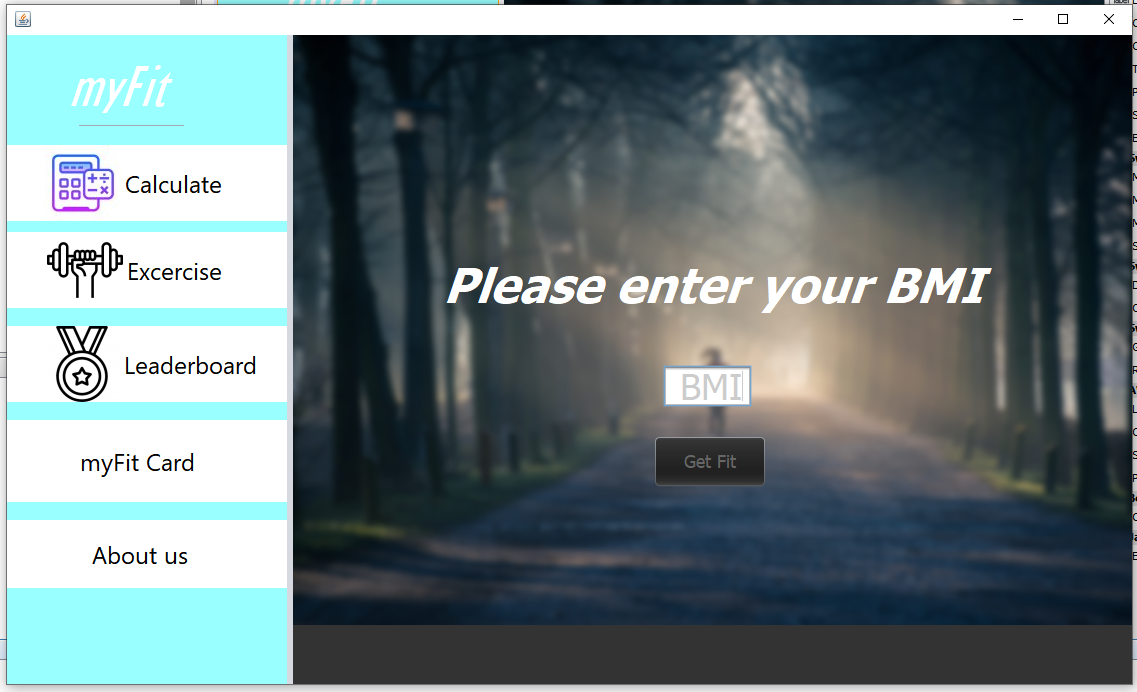 myFit
Calculate
Excercise
Leaderboard
myFit Card
About us
Please enter your BMI
BMI
Get Fit